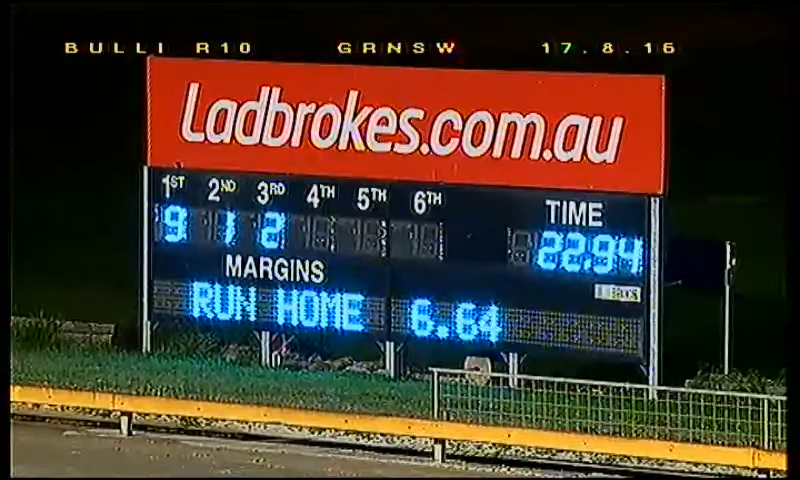 BULLI R10 GRNSW 17.8.16
Ladbrokes.com.au
1ST 2ND 3RD 4TH 5TH 6TH TIME
9 1 2 22.94
MARGINS
RUN HOME 6.64